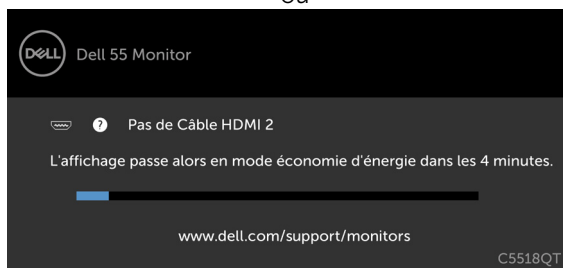 ou
DELL Dell 55 Monitor
? Pas de Câble HDMI 2
L'affichage passe alors en mode économie d'énergie dans les 4 minutes.
www.dell.com/support/monitors
C5518QT